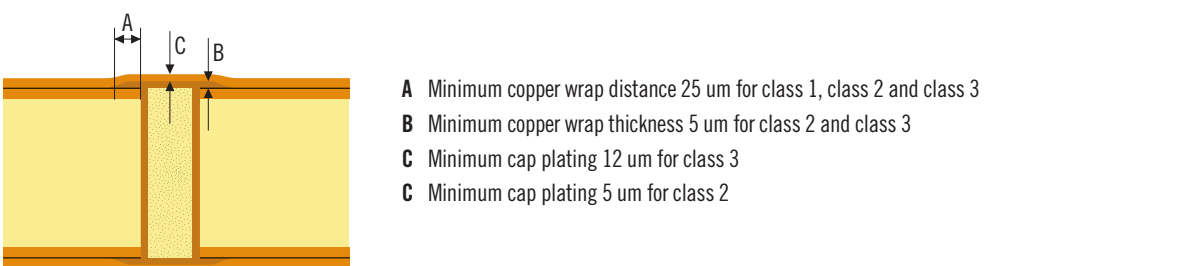 A
C
B
A Minimum copper wrap distance 25 um for class 1, class 2 and class 3
B Minimum copper wrap thickness 5 um for class 2 and class 3
C Minimum cap plating 12 um for class 3
C Minimum cap plating 5 um for class 2